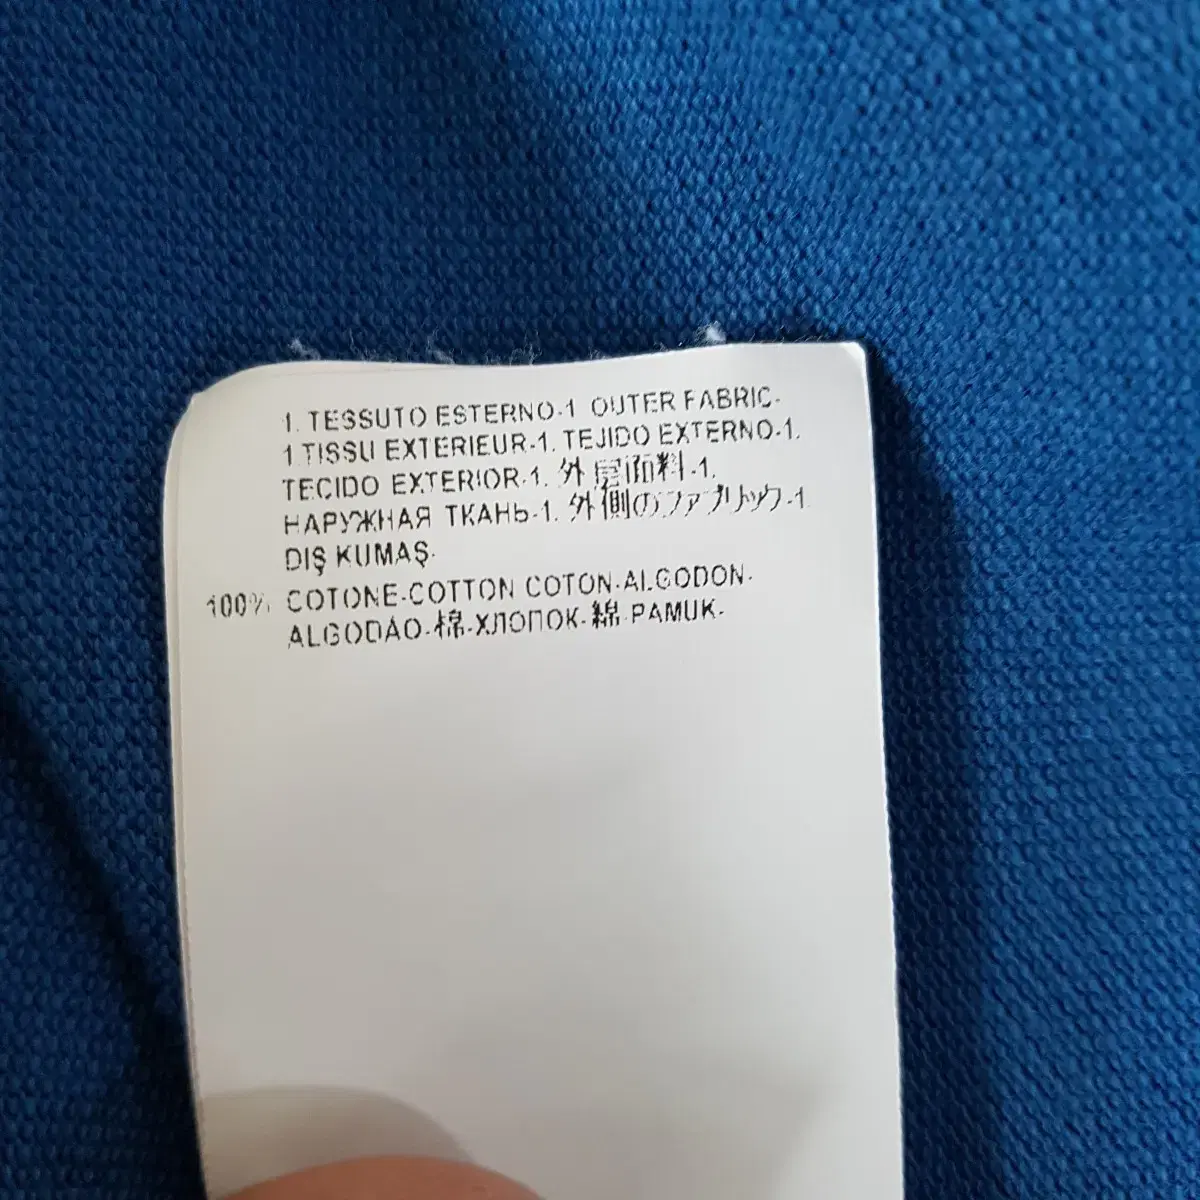 1. TESSUTO ESTERNO-1 OUTER FABRIC-
1.TISSU EXTERIEUR-1. TEJIDO EXTERNO-1.
TECIDO EXTERIOR-1. 外层面料-1.
НАРУЖНАЯ ТКАНЬ-1. 外側のファブリック-1
DIŞ KUMAŞ-
100% COTONE-COTTON COTON-ALGODON-
ALGODÃO-棉-ХЛОПОК-綿-PAMUK-